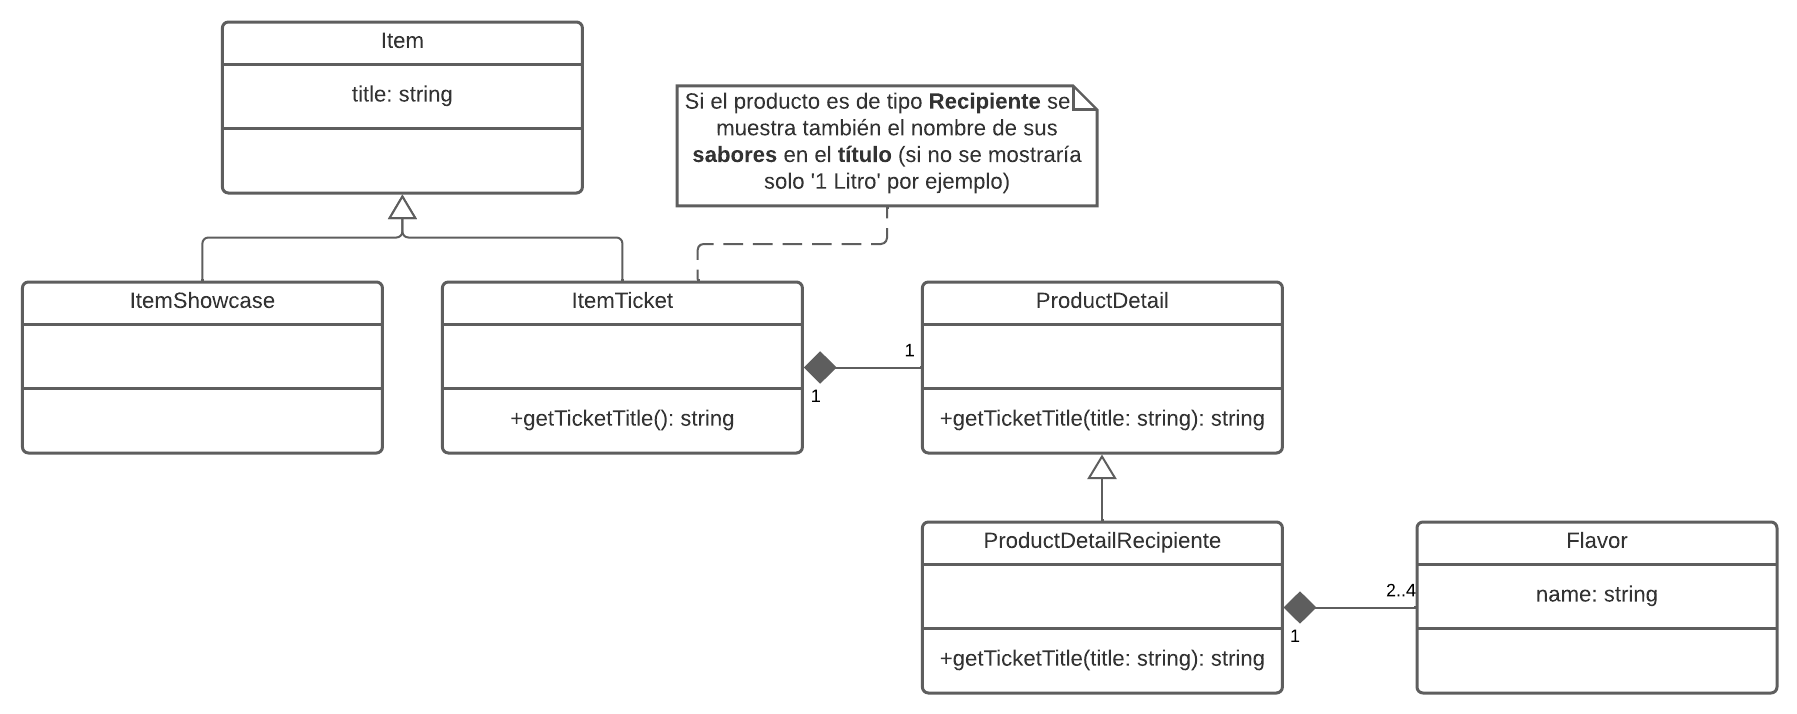 Item
title: string
Si el producto es de tipo Recipiente se
muestra también el nombre de sus
sabores en el título (si no se mostraría
solo '1 Litro' por ejemplo)
ItemShowcase
ItemTicket
+getTicketTitle(): string
1
1
ProductDetail
+getTicketTitle(title: string): string
ProductDetailRecipiente
+getTicketTitle(title: string): string
1
2..4
Flavor
name: string